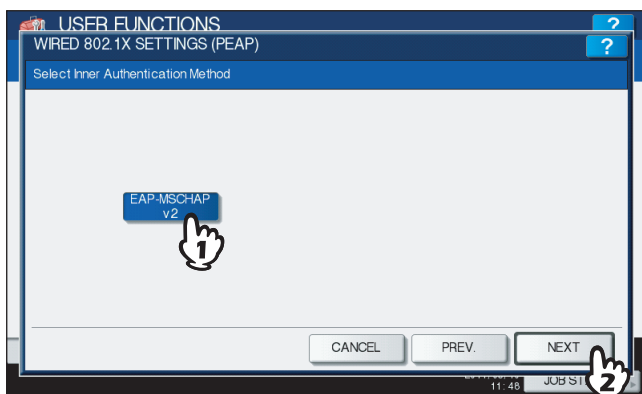 USER FUNCTIONS
?
WIRED 802.1X SETTINGS (PEAP)
?
Select Inner Authentication Method
EAP-MSCHAP
v2
1
CANCEL
PREV.
NEXT
2
11:48
JOB ST